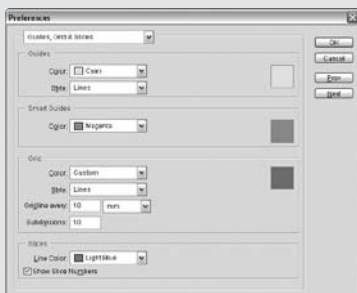 Preferences
Guides, Grid & Slices
OK
Cancel
Prev
Next
Guides
Color: Cyan
Style: Lines
Smart Guides
Color: Magenta
Grid
Color: Custom
Style: Lines
Gridline every: 10 mm
Subdivisions: 10
Slices
Line Color: Light Blue
Show Slice Numbers